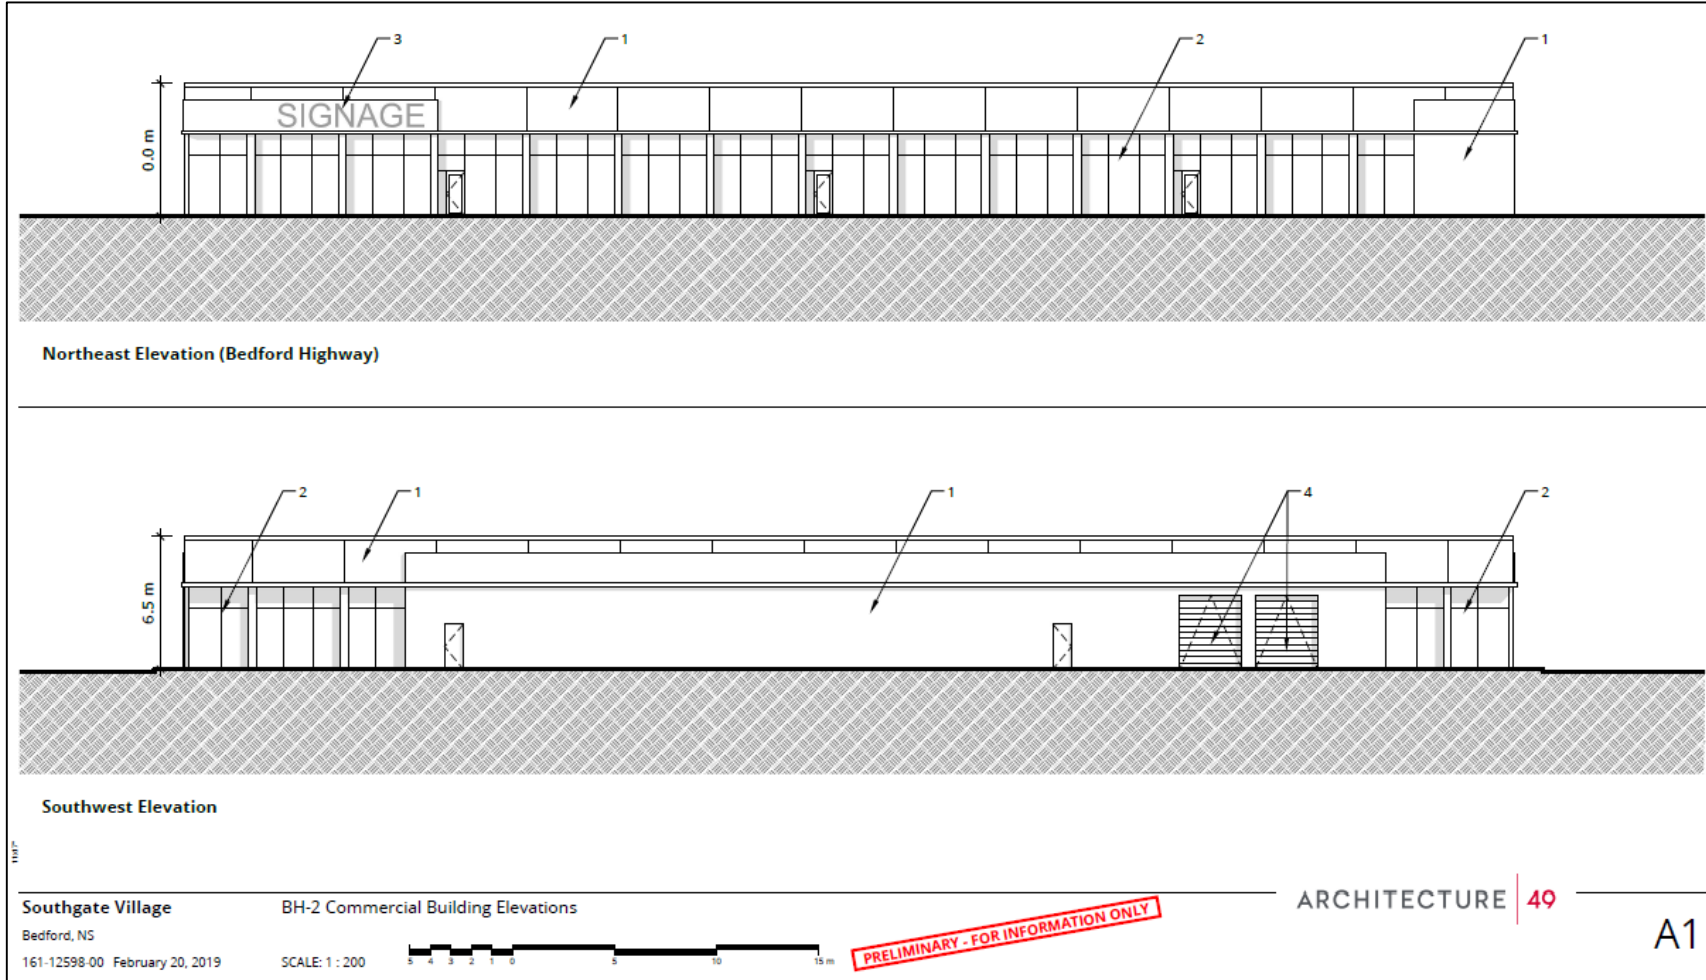 3
1
2
1
SIGNAGE
0.0 m
Northeast Elevation (Bedford Highway)
2
1
1
4
2
6.5 m
Southwest Elevation
11x17"
Southgate Village
BH-2 Commercial Building Elevations
Bedford, NS
161-12598-00 February 20, 2019
SCALE: 1 : 200
5 4 3 2 1 0 5 10 15 m
PRELIMINARY - FOR INFORMATION ONLY
ARCHITECTURE 49
A1